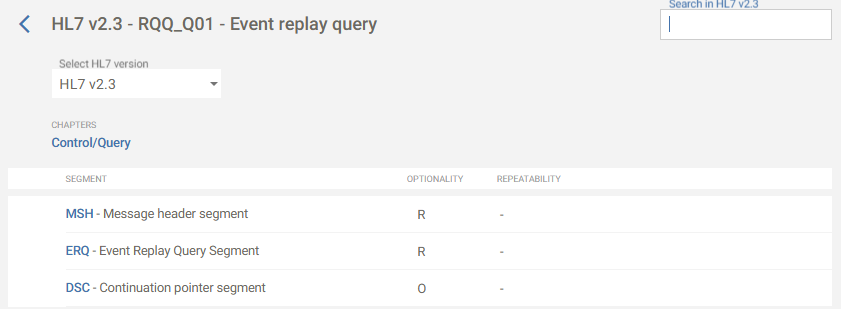 HL7 v2.3 - RQQ_Q01 - Event replay query
Search in HL7 v2.3
Select HL7 version
HL7 v2.3
CHAPTERS
Control/Query
SEGMENT OPTIONALITY REPEATABILITY
MSH - Message header segment R -
ERQ - Event Replay Query Segment R -
DSC - Continuation pointer segment O -